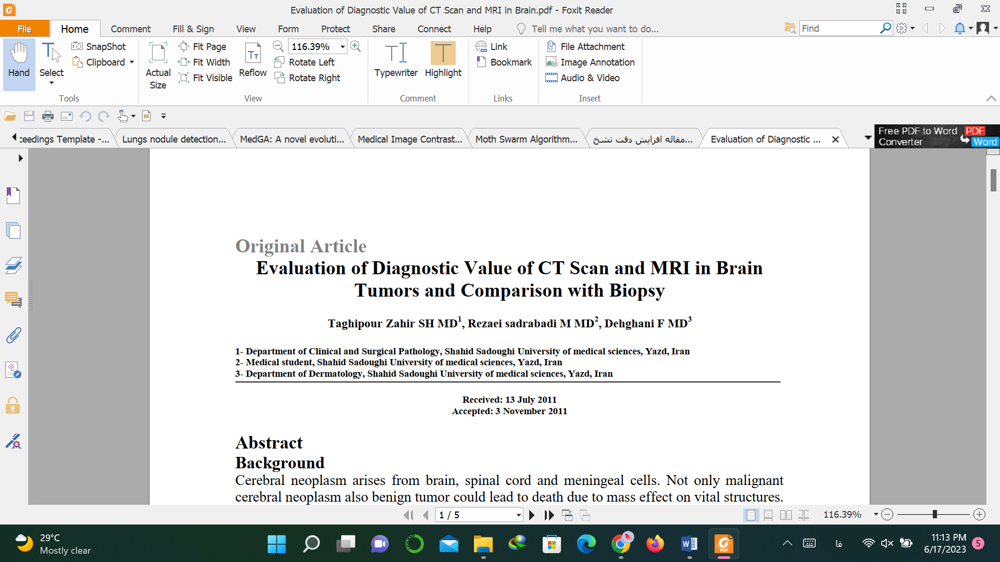 Evaluation of Diagnostic Value of CT Scan and MRI in Brain.pdf - Foxit Reader
File Home Comment Fill & Sign View Form Protect Share Connect Help Tell me what you want to do... Find
Hand
Select
SnapShot
Clipboard
Tools
Actual Size
Fit Page
Fit Width
Fit Visible
Reflow
116.39%
Rotate Left
Rotate Right
View
Typewriter
Highlight
Comment
Link
Bookmark
Links
File Attachment
Image Annotation
Audio & Video
Insert
ceedings Template -... Lungs nodule detection... MedGA: A novel evoluti... Medical Image Contrast... Moth Swarm Algorithm... مقاله افزایش دقت تشخ... Evaluation of Diagnostic ...
Free PDF to Word
Converter
PDF
Word
Original Article
Evaluation of Diagnostic Value of CT Scan and MRI in Brain
Tumors and Comparison with Biopsy
Taghipour Zahir SH MD1, Rezaei sadrabadi M MD2, Dehghani F MD3
1- Department of Clinical and Surgical Pathology, Shahid Sadoughi University of medical sciences, Yazd, Iran
2- Medical student, Shahid Sadoughi University of medical sciences, Yazd, Iran
3- Department of Dermatology, Shahid Sadoughi University of medical sciences, Yazd, Iran
Received: 13 July 2011
Accepted: 3 November 2011
Abstract
Background
Cerebral neoplasm arises from brain, spinal cord and meningeal cells. Not only malignant
cerebral neoplasm also benign tumor could lead to death due to mass effect on vital structures.
1 / 5
116.39%
29°C
Mostly clear
فا
11:13 PM
6/17/2023
5